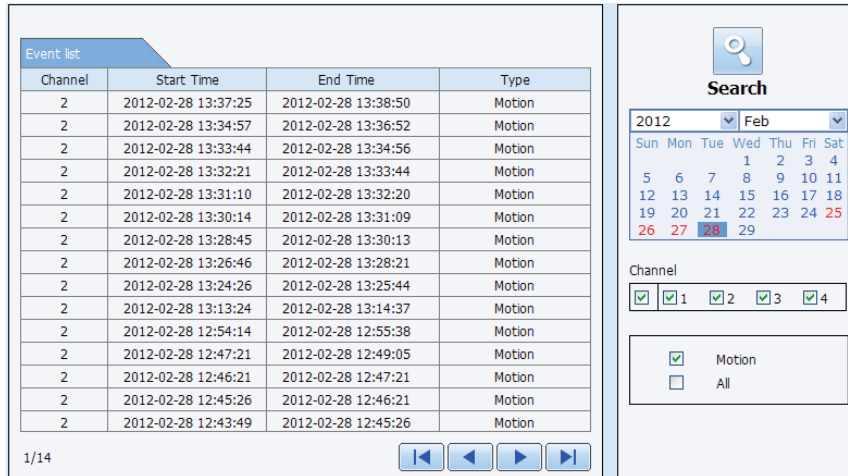 Event list
Channel Start Time End Time Type
2 2012-02-28 13:37:25 2012-02-28 13:38:50 Motion
2 2012-02-28 13:34:57 2012-02-28 13:36:52 Motion
2 2012-02-28 13:33:44 2012-02-28 13:34:56 Motion
2 2012-02-28 13:32:21 2012-02-28 13:33:44 Motion
2 2012-02-28 13:31:10 2012-02-28 13:32:20 Motion
2 2012-02-28 13:30:14 2012-02-28 13:31:09 Motion
2 2012-02-28 13:28:45 2012-02-28 13:30:13 Motion
2 2012-02-28 13:26:46 2012-02-28 13:28:21 Motion
2 2012-02-28 13:24:26 2012-02-28 13:25:44 Motion
2 2012-02-28 13:13:24 2012-02-28 13:14:37 Motion
2 2012-02-28 12:54:14 2012-02-28 12:55:38 Motion
2 2012-02-28 12:47:21 2012-02-28 12:49:05 Motion
2 2012-02-28 12:46:21 2012-02-28 12:47:21 Motion
2 2012-02-28 12:45:26 2012-02-28 12:46:21 Motion
2 2012-02-28 12:43:49 2012-02-28 12:45:26 Motion
1/14
Search
2012 Feb
Sun Mon Tue Wed Thu Fri Sat
1 2 3 4
5 6 7 8 9 10 11
12 13 14 15 16 17 18
19 20 21 22 23 24 25
26 27 28 29
Channel
1 2 3 4
Motion
All